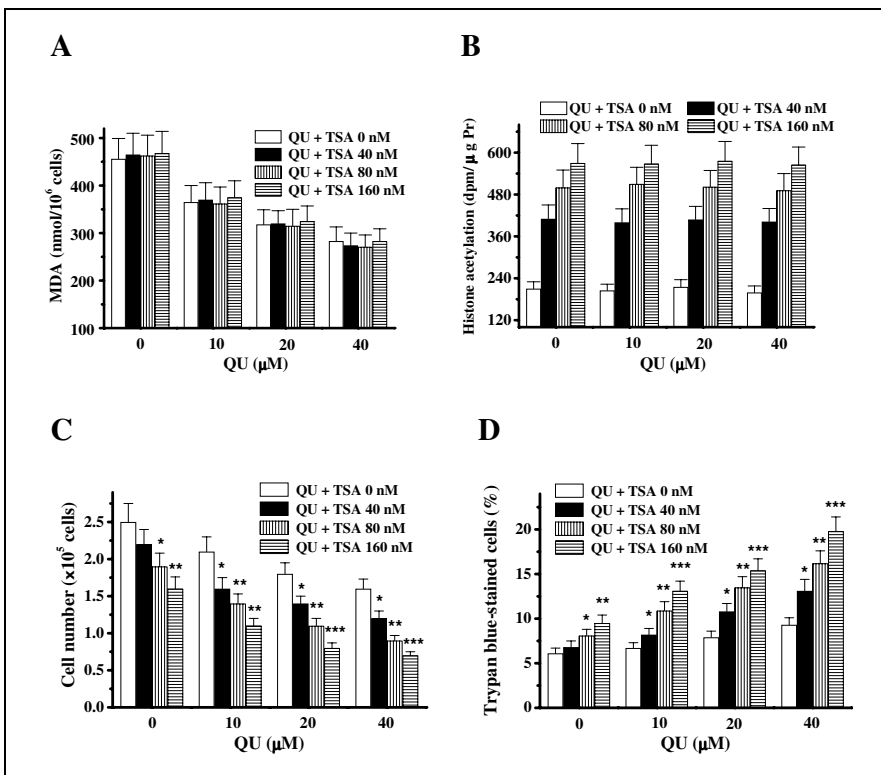 A
MDA (nmol/10⁶ cells)
500
400
300
200
100
QU + TSA 0 nM
QU + TSA 40 nM
QU + TSA 80 nM
QU + TSA 160 nM
0 10 20 40
QU (μM)
B
QU + TSA 0 nM QU + TSA 40 nM
QU + TSA 80 nM QU + TSA 160 nM
Histone acetylation (dpm/μ g Pr)
600
480
360
240
120
0 10 20 40
QU (μM)
C
Cell number (x10⁵ cells)
2.5
2.0
1.5
1.0
0.5
0.0
QU + TSA 0 nM
QU + TSA 40 nM
QU + TSA 80 nM
QU + TSA 160 nM
* **
* ** **
* ** ***
* ** ***
0 10 20 40
QU (μM)
D
Trypan blue-stained cells (%)
20
15
10
5
0
QU + TSA 0 nM
QU + TSA 40 nM
QU + TSA 80 nM
QU + TSA 160 nM
* **
* ** ***
* ** ***
* ** ***
0 10 20 40
QU (μM)